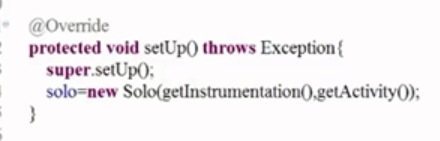 @Override
protected void setUp() throws Exception{
super.setUp();
solo=new Solo(getInstrumentation(),getActivity());
}